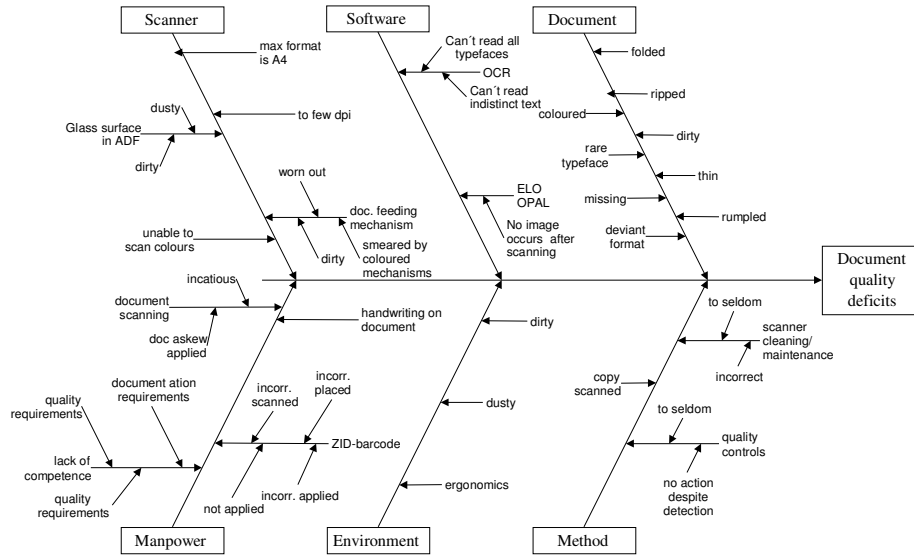 Scanner
Software
Document
max format
is A4
Can´t read all
typefaces
OCR
Can´t read
indistinct text
folded
ripped
coloured
dusty
to few dpi
Glass surface
in ADF
dirty
dirty
rare
typeface
thin
worn out
missing
ELO
OPAL
doc. feeding
mechanism
rumpled
unable to
scan colours
dirty
smeared by
coloured
mechanisms
No image
occurs after
scanning
deviant
format
Document
quality
deficits
incatious
document
scanning
doc askew
applied
handwriting on
document
dirty
to seldom
scanner
cleaning/
maintenance
incorrect
copy
scanned
quality
requirements
document ation
requirements
incorr.
scanned
incorr.
placed
dusty
to seldom
ZID-barcode
quality
controls
lack of
competence
quality
requirements
not applied
incorr. applied
ergonomics
no action
despite
detection
Manpower
Environment
Method